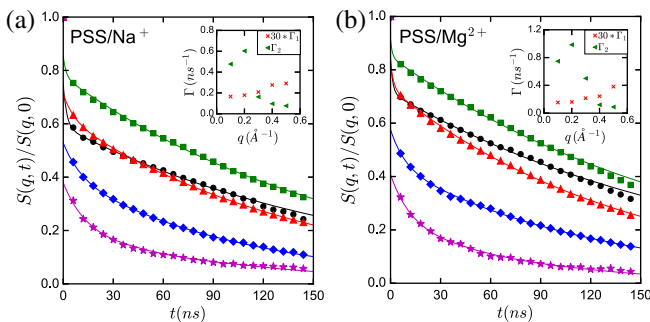 (a)
PSS/Na⁺
S(q, t)/S(q, 0)
1.0
0.8
0.6
0.4
0.2
0.0
0 30 60 90 120 150
t(ns)
Γ (ns⁻¹)
0.8
0.6
0.4
0.2
0.0
0.0 0.2 0.4 0.6
q(Å⁻¹)
30∗Γ₁
Γ₂
(b)
PSS/Mg²⁺
S(q, t)/S(q, 0)
1.0
0.8
0.6
0.4
0.2
0.0
0 30 60 90 120 150
t(ns)
Γ (ns⁻¹)
1.2
0.8
0.4
0.0
0.0 0.2 0.4 0.6
q(Å⁻¹)
30∗Γ₁
Γ₂